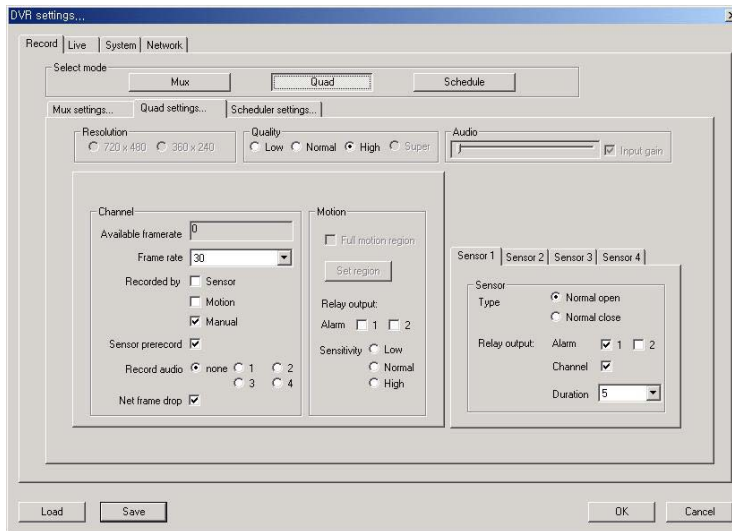 DVR settings...
Record Live System Network
Select mode
Mux Quad Schedule
Mux settings... Quad settings... Scheduler settings...
Resolution Quality Audio
720 x 480 360 x 240 Low Normal High Super Input gain
Channel
Available framerate 0
Frame rate 30
Recorded by Sensor
Motion
Manual
Sensor prerecord
Record audio none 1 2
3 4
Net frame drop
Motion
Full motion region
Set region
Relay output:
Alarm 1 2
Sensitivity Low
Normal
High
Sensor 1 Sensor 2 Sensor 3 Sensor 4
Sensor
Type Normal open
Normal close
Relay output: Alarm 1 2
Channel
Duration 5
Load Save OK Cancel